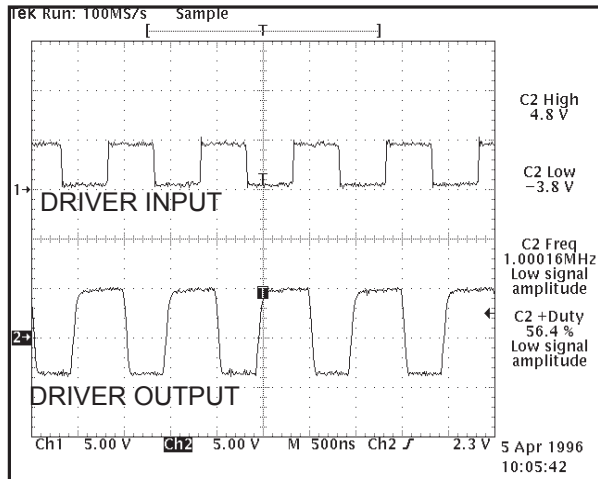 Tek Run: 100MS/s Sample
[ T ]
C2 High
4.8 V
T
1→
C2 Low
−3.8 V
DRIVER INPUT
C2 Freq
1.00016MHz
Low signal
amplitude
T
C2 +Duty
56.4 %
Low signal
amplitude
2→
DRIVER OUTPUT
Ch1 5.00 V Ch2 5.00 V M 500ns Ch2 ƒ 2.3 V
5 Apr 1996
10:05:42